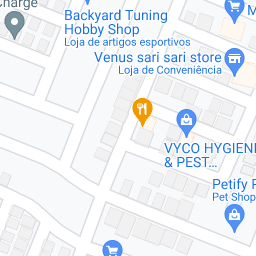 Charge
Backyard Tuning
Hobby Shop
Loja de artigos esportivos
Venus sari sari store
Loja de Conveniência
VYCO HYGIENE
& PEST...
Petify P
Pet Shop
M